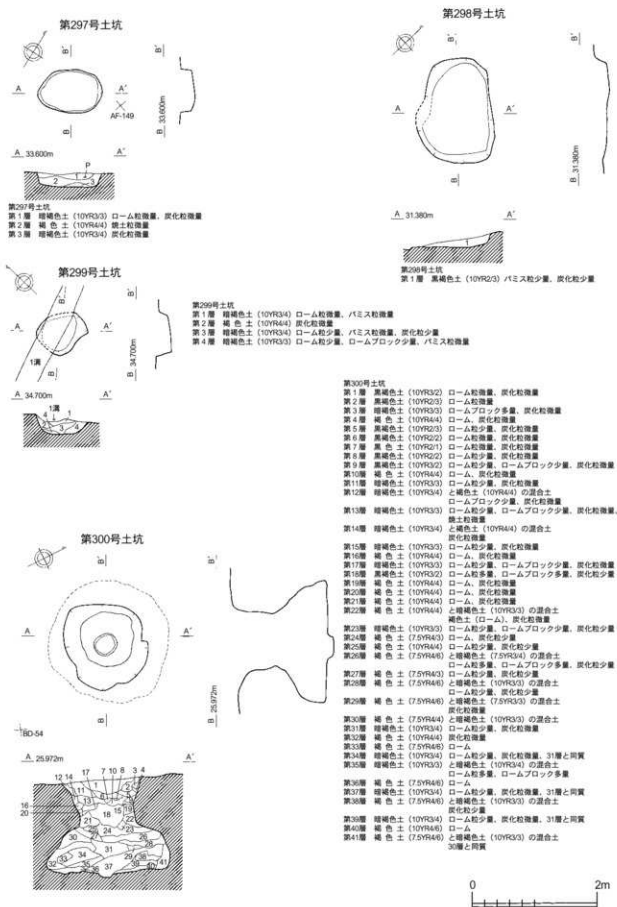 第297号土坑
B'
A
A'
AF-149
B
B'
B 33.600m
A 33.600m
A'
P
1
2
3
第297号土坑
第1層 暗褐色土（10YR3/3）ローム粒微量、炭化粒微量
第2層 褐色土（10YR4/4）焼土粒微量
第3層 暗褐色土（10YR3/4）炭化粒微量
第298号土坑
B'
A
A'
B
B'
B 31.380m
A 31.380m
A'
1
第298号土坑
第1層 黒褐色土（10YR2/3）パミス粒少量、炭化粒少量
第299号土坑
B'
A
A'
1溝
B
B'
B 34.700m
A 34.700m
A'
1溝
4
1
2
3
4
第299号土坑
第1層 暗褐色土（10YR3/4）ローム粒微量、パミス粒微量
第2層 褐色土（10YR4/4）炭化粒微量
第3層 暗褐色土（10YR3/4）ローム粒少量、パミス粒微量、炭化粒少量
第4層 暗褐色土（10YR3/3）ローム粒少量、ロームブロック少量、パミス粒微量
第300号土坑
B'
A
A'
B
BD-54
B'
B 25.972m
A 25.972m
A'
17 7 10 8 3 4
12 14
16
20
第300号土坑
第1層 黒褐色土（10YR3/2）ローム粒微量、炭化粒微量
第2層 黒褐色土（10YR2/3）ローム粒微量
第3層 暗褐色土（10YR3/3）ロームブロック多量、炭化粒微量
第4層 褐色土（10YR4/4）ローム、炭化粒微量
第5層 黒褐色土（10YR2/3）ローム粒少量、炭化粒微量
第6層 黒褐色土（10YR2/2）ローム粒微量、炭化粒微量
第7層 黒色土（10YR2/1）ローム粒微量、炭化粒微量
第8層 黒褐色土（10YR2/2）ローム粒少量、炭化粒微量
第9層 黒褐色土（10YR3/2）ローム粒少量、ロームブロック少量、炭化粒微量
第10層 褐色土（10YR4/4）ローム、炭化粒微量
第11層 暗褐色土（10YR3/3）ローム粒少量、炭化粒微量
第12層 暗褐色土（10YR3/4）と褐色土（10YR4/4）の混合土
ロームブロック少量、炭化粒微量
第13層 暗褐色土（10YR3/3）ローム粒少量、ロームブロック少量、炭化粒微量、
焼土粒微量
第14層 暗褐色土（10YR3/4）と褐色土（10YR4/4）の混合土
炭化粒微量
第15層 暗褐色土（10YR3/3）ローム粒少量、炭化粒微量
第16層 褐色土（10YR4/4）ローム、炭化粒微量
第17層 暗褐色土（10YR3/3）ローム粒少量、ロームブロック少量、炭化粒微量
第18層 黒褐色土（10YR3/2）ローム粒多量、ロームブロック多量、炭化粒少量
第19層 褐色土（10YR4/4）ローム、炭化粒微量
第20層 褐色土（10YR4/4）ローム、炭化粒微量
第21層 褐色土（10YR4/4）ローム、炭化粒微量
第22層 褐色土（10YR4/4）と暗褐色土（10YR3/3）の混合土
褐色土（ローム）、炭化粒微量
第23層 暗褐色土（10YR3/3）ローム粒少量、ロームブロック少量、炭化粒少量
第24層 褐色土（7.5YR4/3）ローム、炭化粒少量
第25層 褐色土（10YR4/4）ローム粒少量、炭化粒少量
第26層 褐色土（7.5YR4/6）と暗褐色土（7.5YR3/4）の混合土
ローム粒多量、ロームブロック多量、炭化粒少量
第27層 褐色土（7.5YR4/3）ローム粒少量、炭化粒少量
第28層 褐色土（7.5YR4/6）と暗褐色土（10YR3/3）の混合土
ローム粒少量、炭化粒少量
第29層 褐色土（7.5YR4/6）と暗褐色土（7.5YR3/3）の混合土
炭化粒微量
第30層 褐色土（7.5YR4/4）と暗褐色土（10YR3/3）の混合土
第31層 暗褐色土（10YR3/4）ローム粒少量、炭化粒微量
第32層 褐色土（10YR4/4）炭化粒微量
第33層 褐色土（7.5YR4/6）ローム
第34層 暗褐色土（10YR3/4）ローム粒少量、炭化粒微量、31層と同質
第35層 暗褐色土（10YR3/3）と暗褐色土（10YR3/4）の混合土
ローム粒多量、ロームブロック多量
第36層 褐色土（7.5YR4/6）ローム
第37層 暗褐色土（10YR3/4）ローム粒少量、炭化粒微量、31層と同質
第38層 褐色土（7.5YR4/6）と暗褐色土（10YR3/3）の混合土
炭化粒少量
第39層 暗褐色土（10YR3/4）ローム粒少量、炭化粒微量、31層と同質
第40層 褐色土（10YR4/6）ローム
第41層 褐色土（7.5YR4/6）と暗褐色土（10YR3/3）の混合土
30層と同質
0 2m